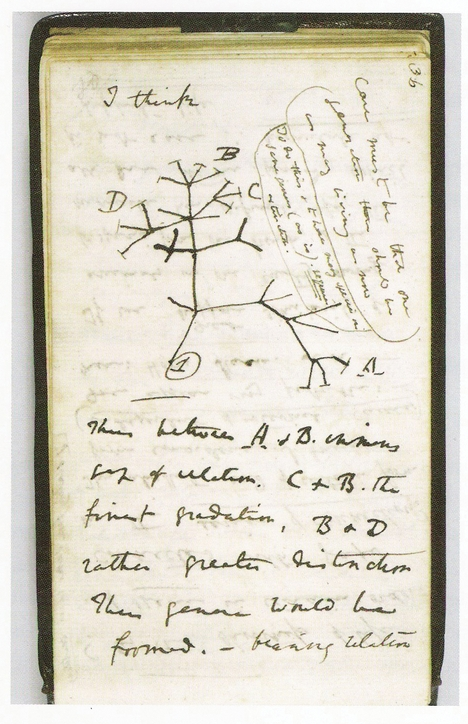 36
I think
Case must be that one
generation then should be
as many living as now
To do this & to have many species in
same genus (as is) requires
extinction.
B
C
D
A
1
Thus between A & B. immens
gap of relation. C & B. the
finest gradation, B & D
rather greater distinction
Thus genera would be
formed. — bearing relation